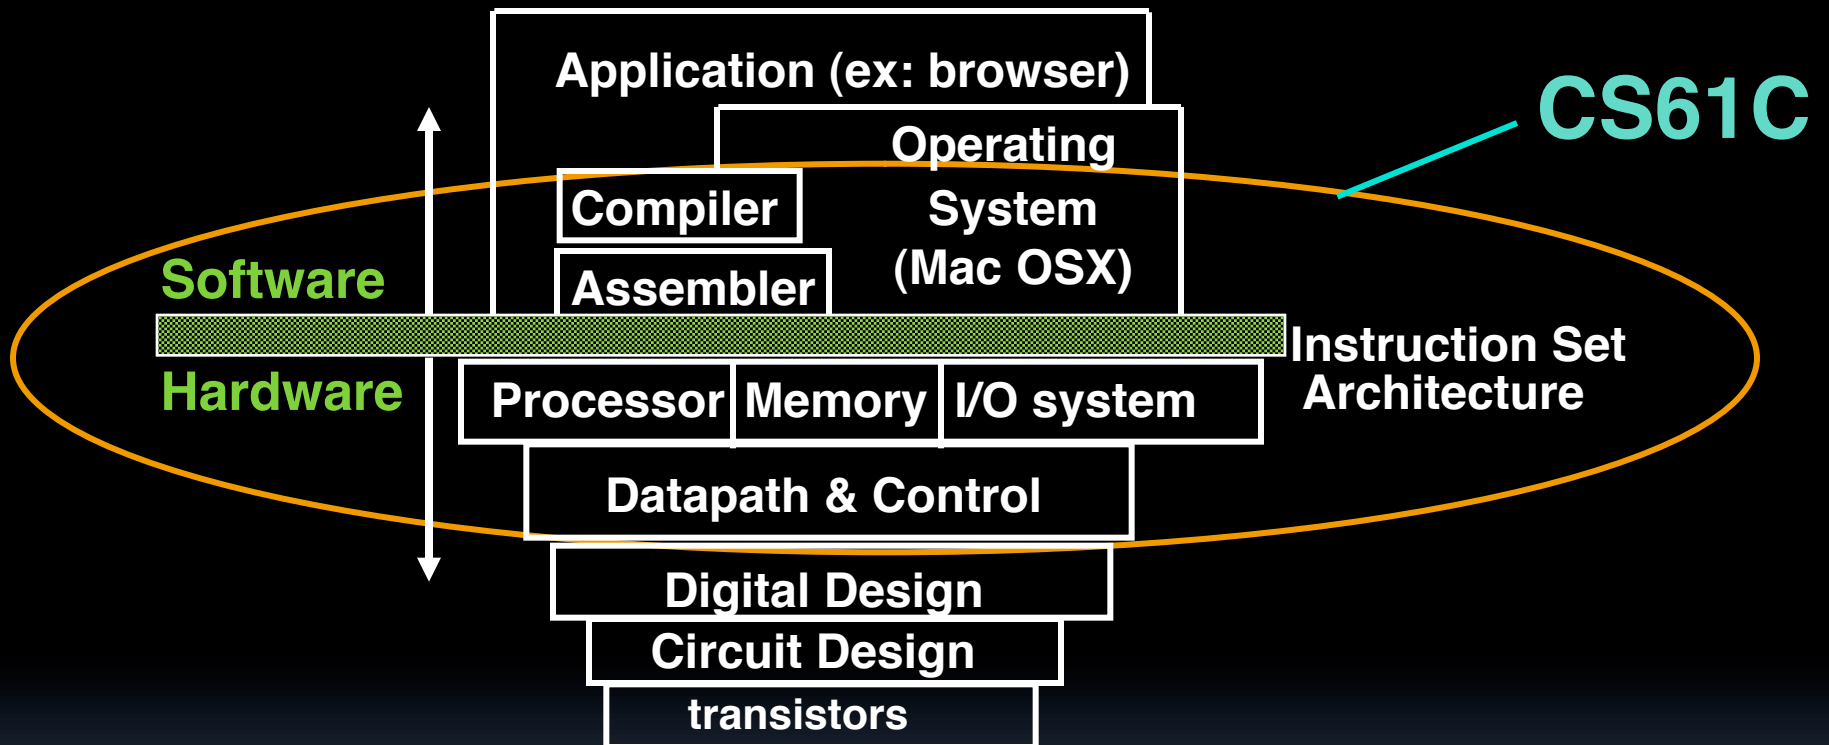 Application (ex: browser)
CS61C
Operating
Compiler
System
(Mac OSX)
Software
Assembler
Instruction Set
Architecture
Hardware
Processor
Memory
I/O system
Datapath & Control
Digital Design
Circuit Design
transistors